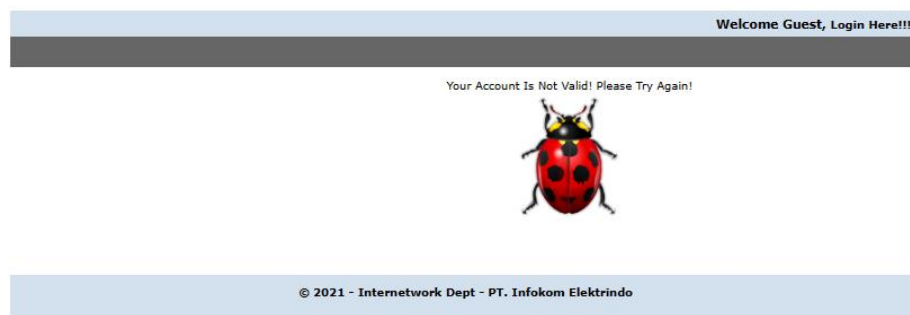 Welcome Guest, Login Here!!!
Your Account Is Not Valid! Please Try Again!
© 2021 - Internetwork Dept - PT. Infokom Elektrindo